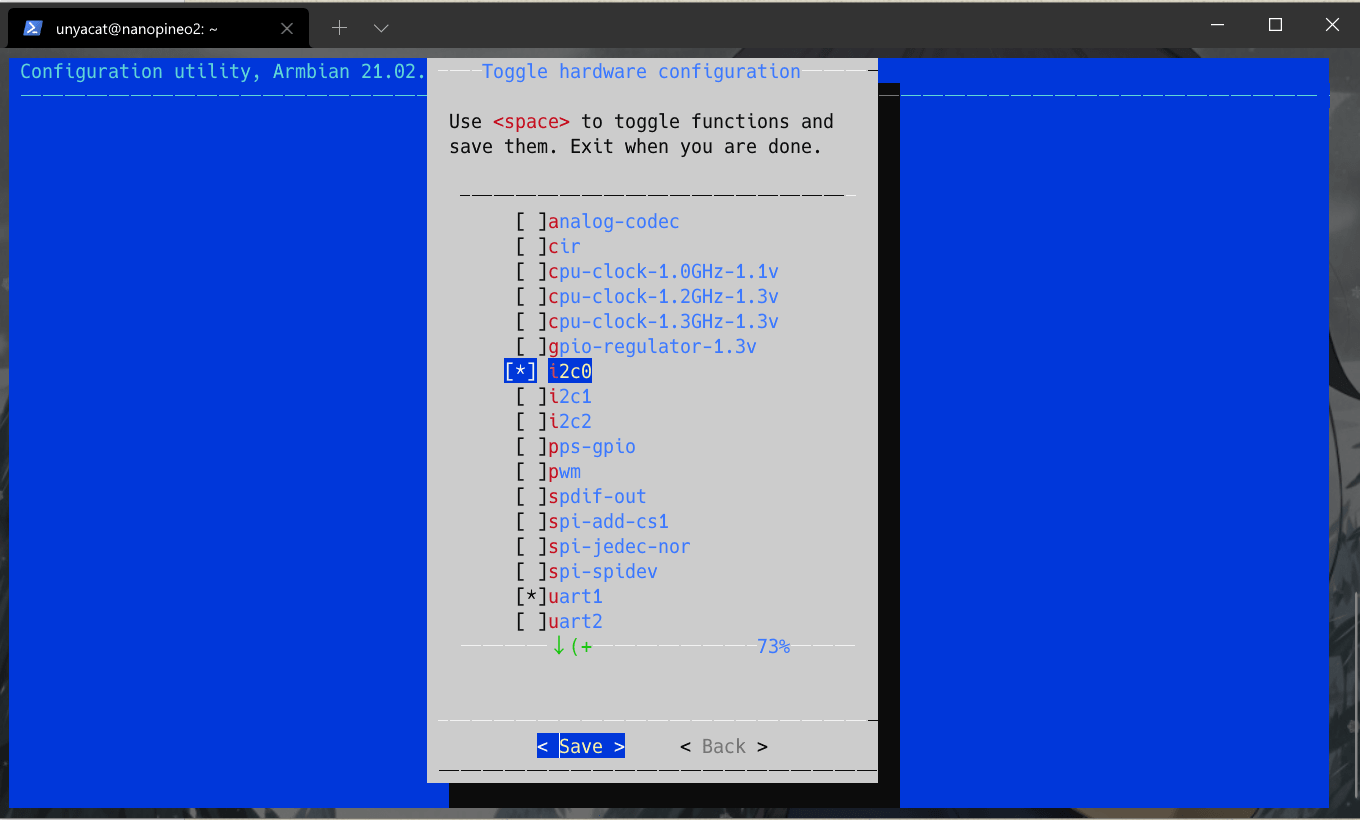 unyacat@nanopineo2: ~
Configuration utility, Armbian 21.02.
Toggle hardware configuration
Use <space> to toggle functions and
save them. Exit when you are done.
[ ]analog-codec
[ ]cir
[ ]cpu-clock-1.0GHz-1.1v
[ ]cpu-clock-1.2GHz-1.3v
[ ]cpu-clock-1.3GHz-1.3v
[ ]gpio-regulator-1.3v
[*] i2c0
[ ]i2c1
[ ]i2c2
[ ]pps-gpio
[ ]pwm
[ ]spdif-out
[ ]spi-add-cs1
[ ]spi-jedec-nor
[ ]spi-spidev
[*]uart1
[ ]uart2
↓(+ 73%
< Save > < Back >